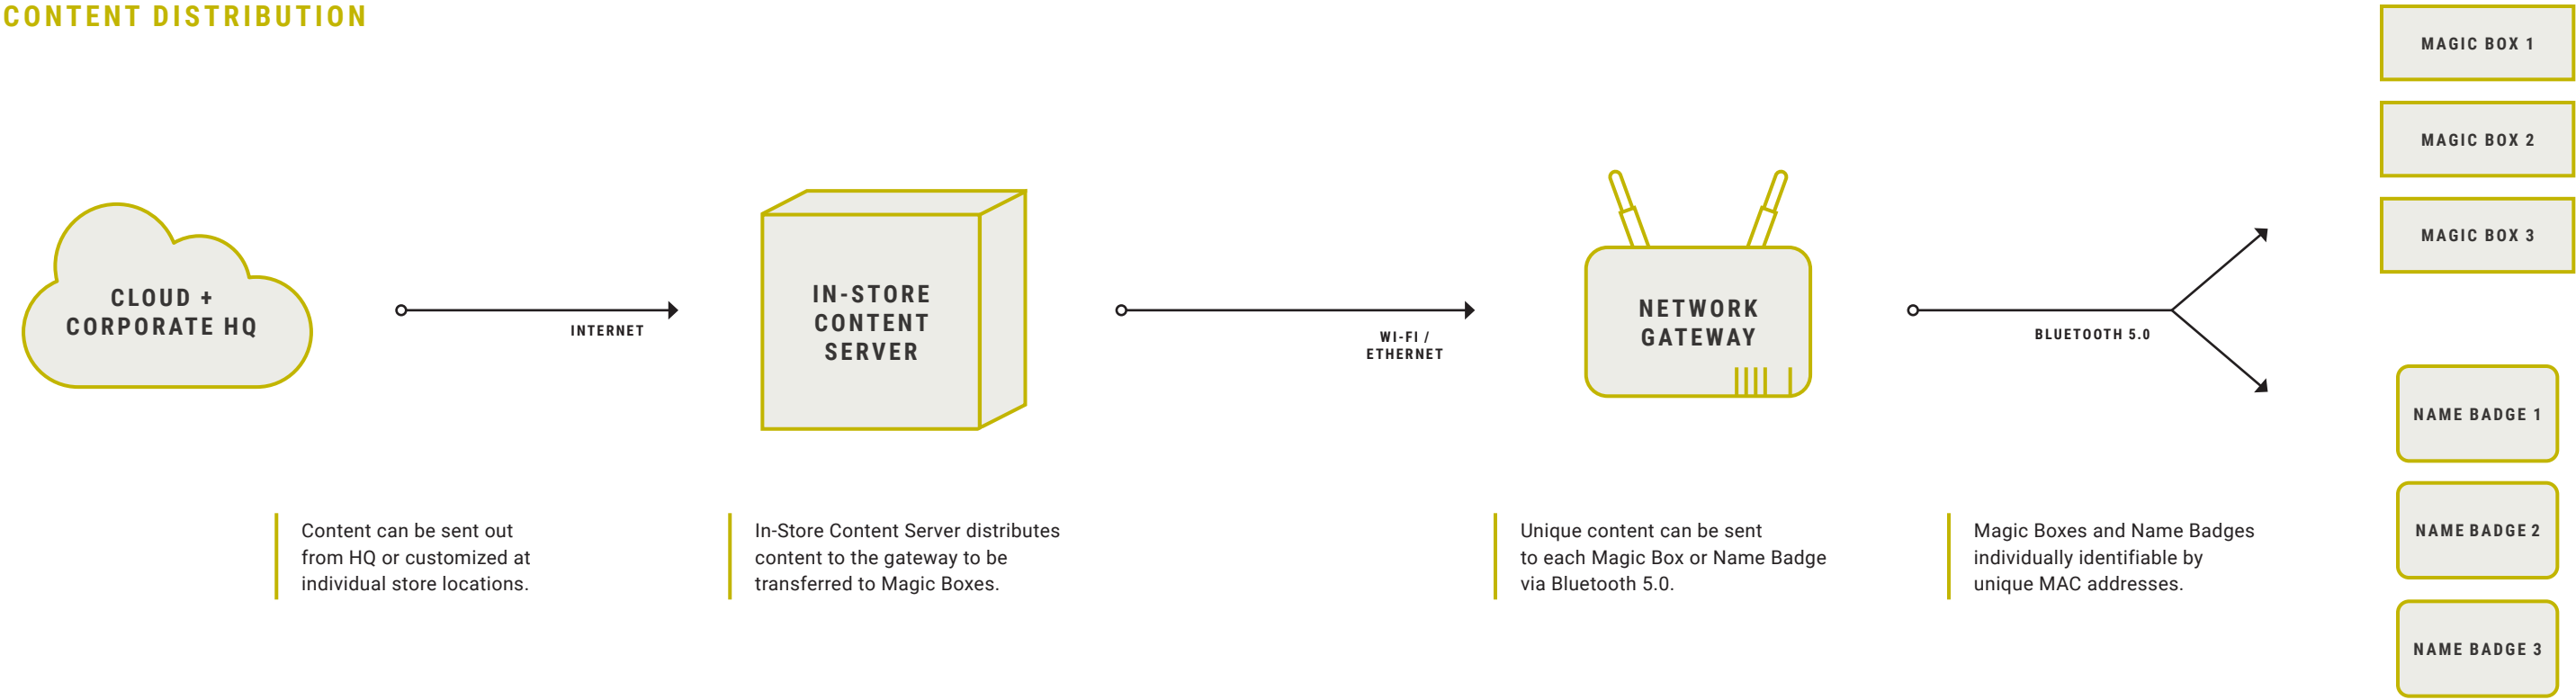 CONTENT DISTRIBUTION
CLOUD +
CORPORATE HQ
INTERNET
IN-STORE
CONTENT
SERVER
WI-FI /
ETHERNET
NETWORK
GATEWAY
BLUETOOTH 5.0
MAGIC BOX 1
MAGIC BOX 2
MAGIC BOX 3
NAME BADGE 1
NAME BADGE 2
NAME BADGE 3
Content can be sent out
from HQ or customized at
individual store locations.
In-Store Content Server distributes
content to the gateway to be
transferred to Magic Boxes.
Unique content can be sent
to each Magic Box or Name Badge
via Bluetooth 5.0.
Magic Boxes and Name Badges
individually identifiable by
unique MAC addresses.